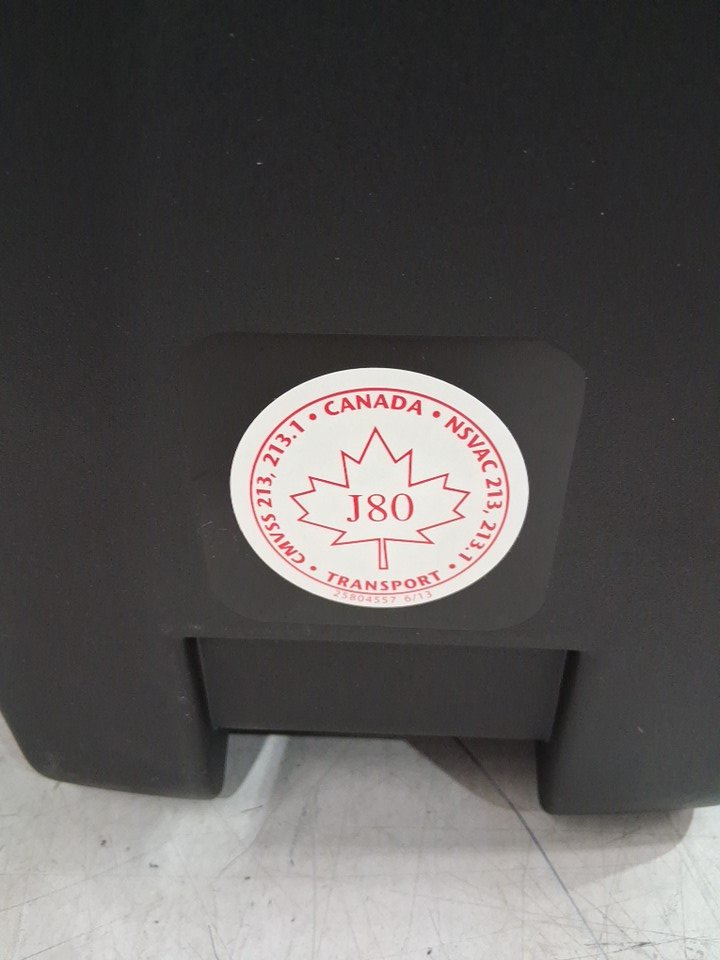 CMVSS 213, 213.1 • CANADA • NSVAC 213, 213.1 • TRANSPORT •
J80
25804557 6/13